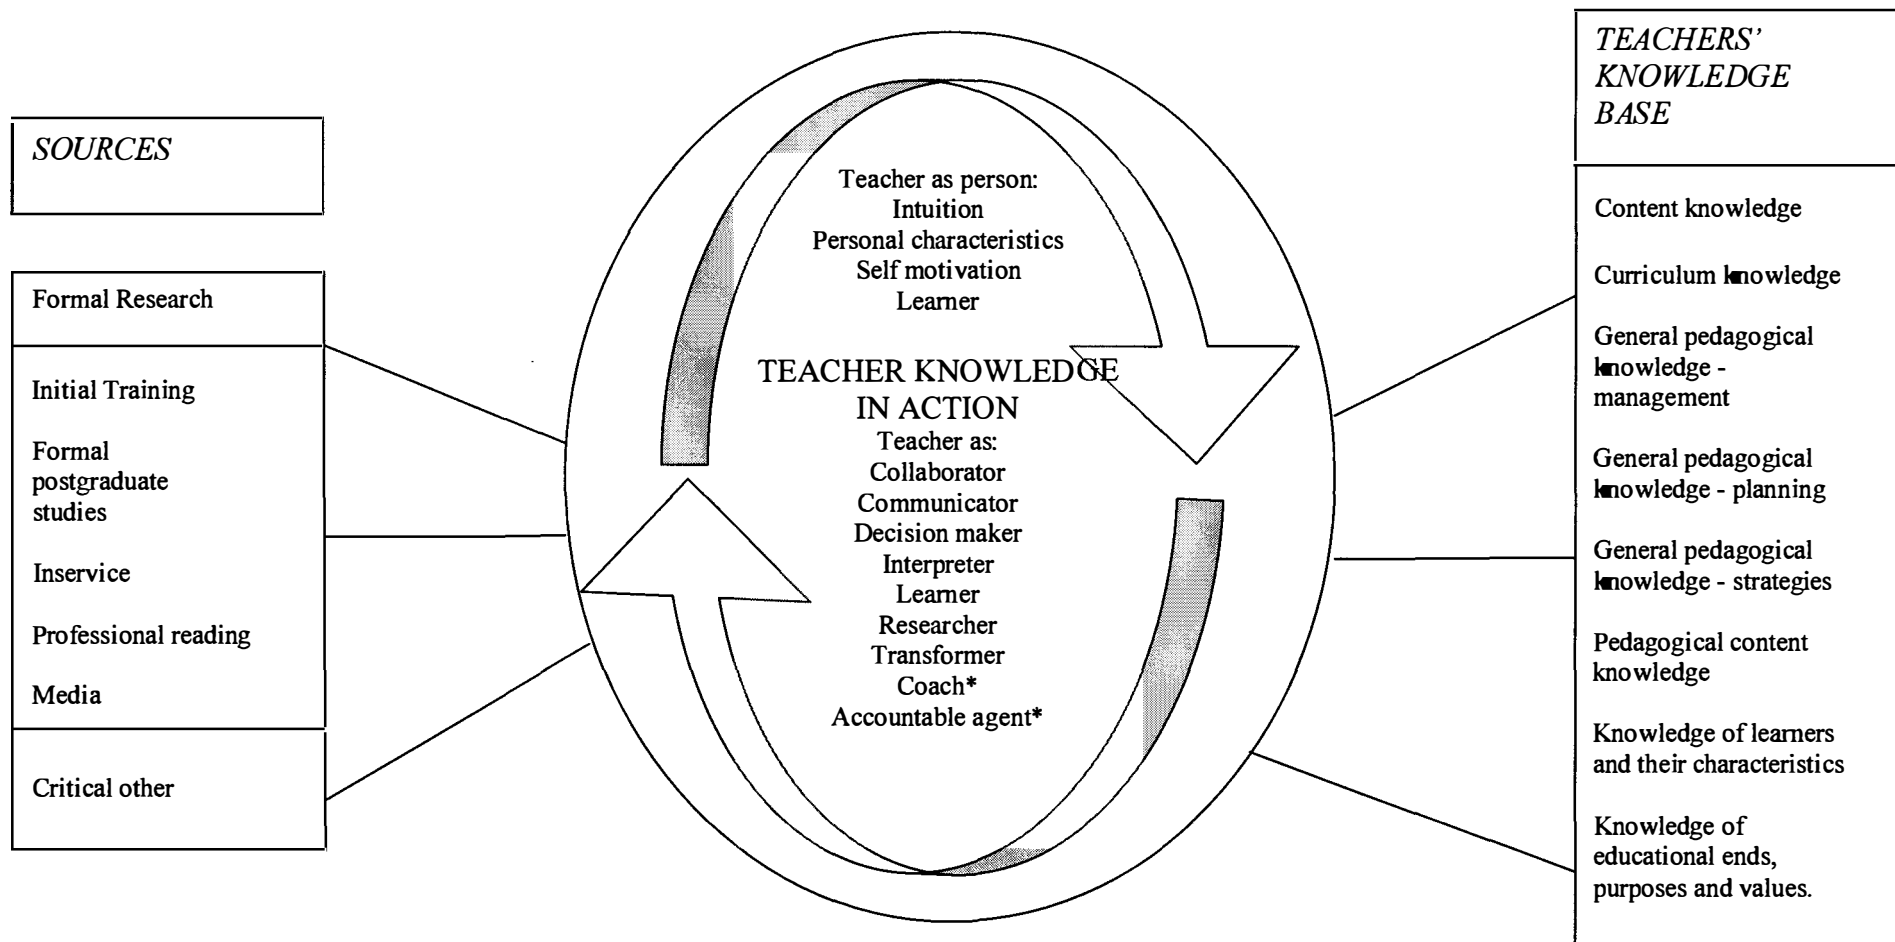 SOURCES
Formal Research
Initial Training
Formal
postgraduate
studies
Inservice
Professional reading
Media
Critical other
Teacher as person:
Intuition
Personal characteristics
Self motivation
Learner
TEACHER KNOWLEDGE
IN ACTION
Teacher as:
Collaborator
Communicator
Decision maker
Interpreter
Learner
Researcher
Transformer
Coach*
Accountable agent*
TEACHERS'
KNOWLEDGE
BASE
Content knowledge
Curriculum knowledge
General pedagogical
knowledge -
management
General pedagogical
knowledge - planning
General pedagogical
knowledge - strategies
Pedagogical content
knowledge
Knowledge of learners
and their characteristics
Knowledge of
educational ends,
purposes and values.